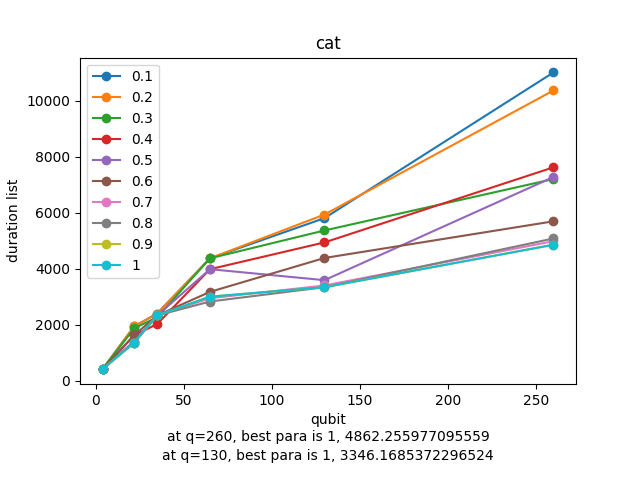 cat
duration list
10000
8000
6000
4000
2000
0
0.1
0.2
0.3
0.4
0.5
0.6
0.7
0.8
0.9
1
0 50 100 150 200 250
qubit
at q=260, best para is 1, 4862.255977095559
at q=130, best para is 1, 3346.1685372296524